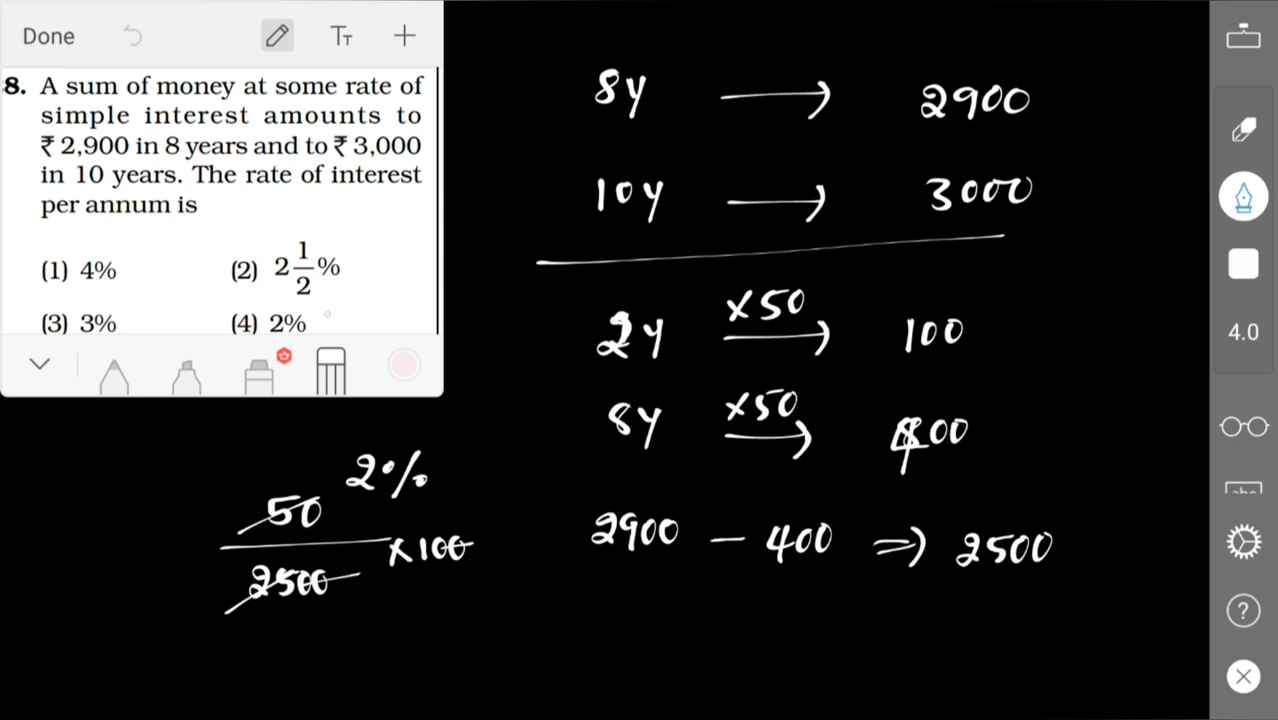 Done
8. A sum of money at some rate of
simple interest amounts to
₹ 2,900 in 8 years and to ₹ 3,000
in 10 years. The rate of interest
per annum is
(1) 4% (2) 2 1/2 %
(3) 3% (4) 2%
8y → 2900
10y → 3000
2y ×50 → 100
8y ×50 → 400
2900 - 400 ⇒ 2500
2%
50
2500
×100
4.0
abc
?